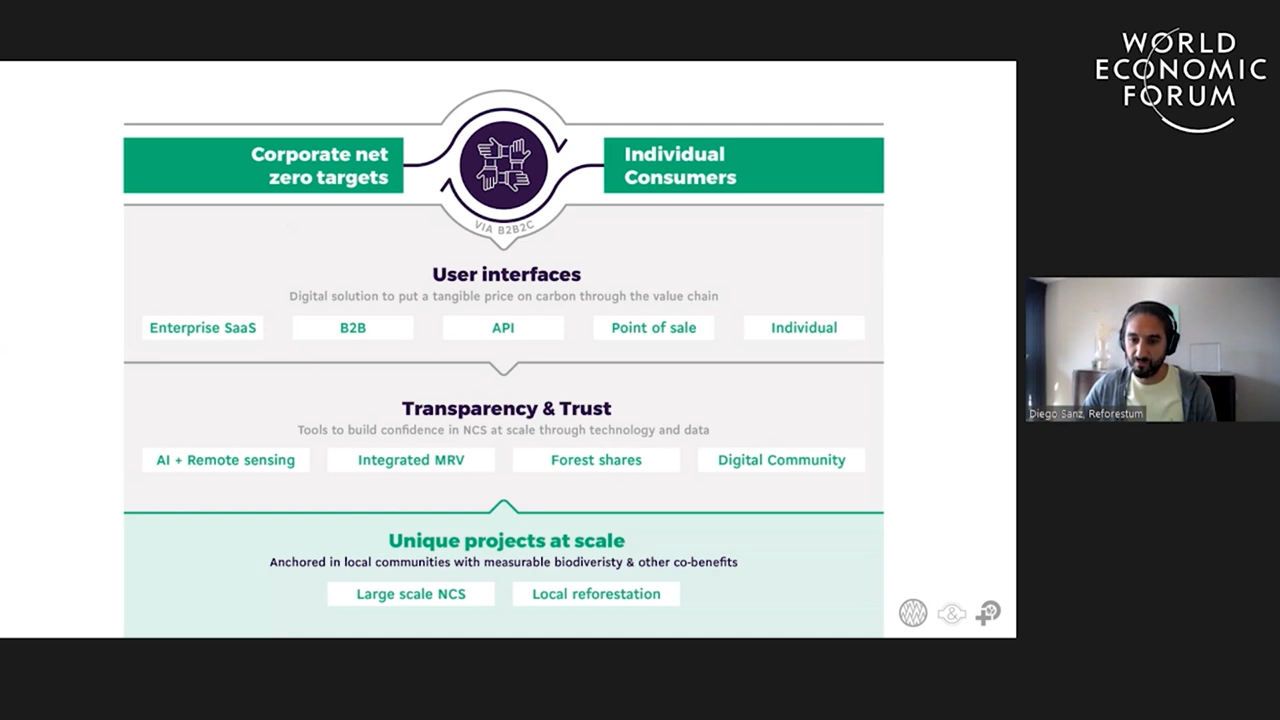 WORLD
ECONOMIC
FORUM
Corporate net
zero targets
Individual
Consumers
VIA B2B2C
User interfaces
Digital solution to put a tangible price on carbon through the value chain
Enterprise SaaS
B2B
API
Point of sale
Individual
Transparency & Trust
Tools to build confidence in NCS at scale through technology and data
AI + Remote sensing
Integrated MRV
Forest shares
Digital Community
Unique projects at scale
Anchored in local communities with measurable biodiveristy & other co-benefits
Large scale NCS
Local reforestation
&
Diego Sanz, Reforestum